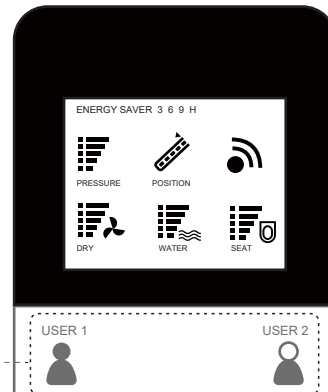 ENERGY SAVER 3 6 9 H
PRESSURE POSITION
DRY WATER SEAT
USER 1 USER 2